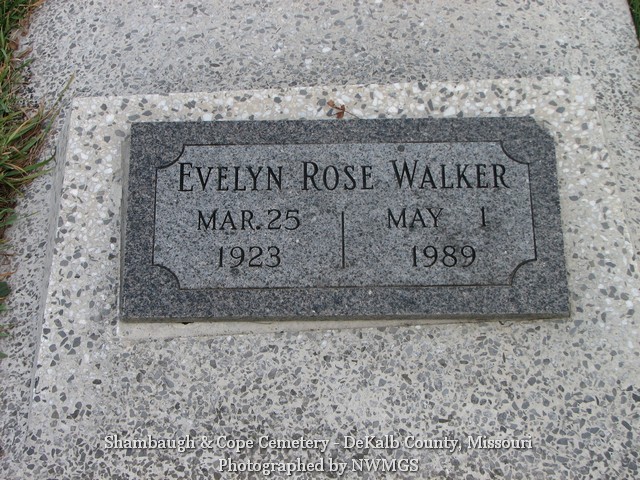 EVELYN ROSE WALKER
MAR. 25 MAY 1
1923 1989
Shambaugh & Cope Cemetery - DeKalb County, Missouri
Photographed by NWMGS